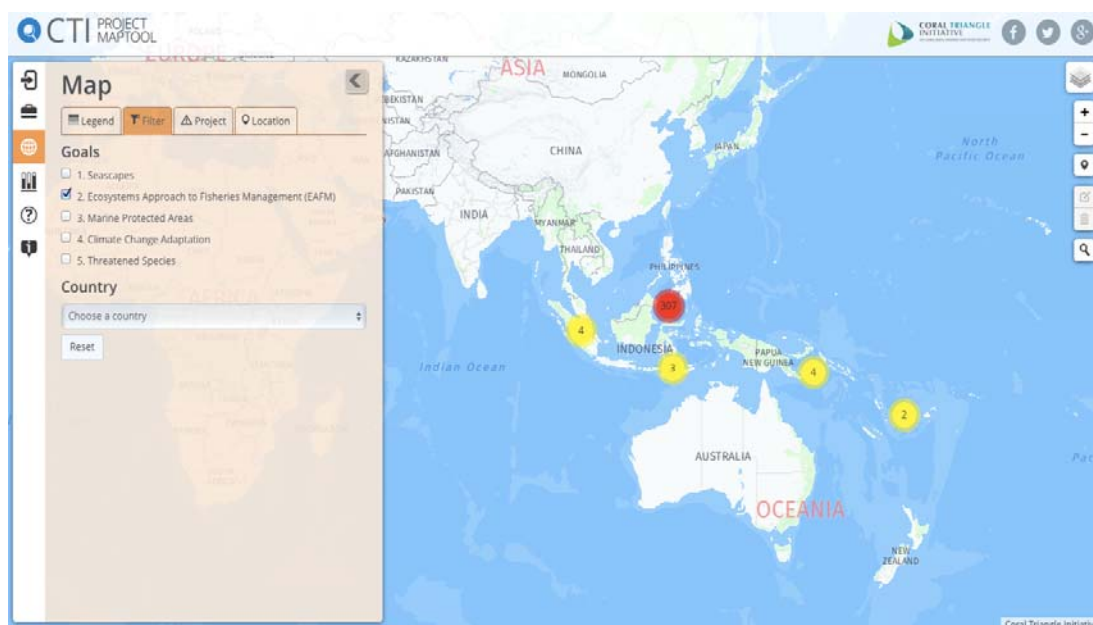 CTI PROJECT MAPTOOL
CORAL TRIANGLE
INITIATIVE
Map
Legend
Filter
Project
Location
Goals
1. Seascapes
2. Ecosystems Approach to Fisheries Management (EAFM)
3. Marine Protected Areas
4. Climate Change Adaptation
5. Threatened Species
Country
Choose a country
Reset
EUROPE
AFRICA
KAZAKHSTAN
ASIA
MONGOLIA
AFGHANISTAN
CHINA
JAPAN
North
Pacific Ocean
PAKISTAN
INDIA
MYANMAR
THAILAND
PHILIPPINES
307
4
INDONESIA
3
PAPUA
NEW GUINEA
4
Indian Ocean
2
AUSTRALIA
OCEANIA
NEW
ZEALAND
Coral Triangle Initiativ